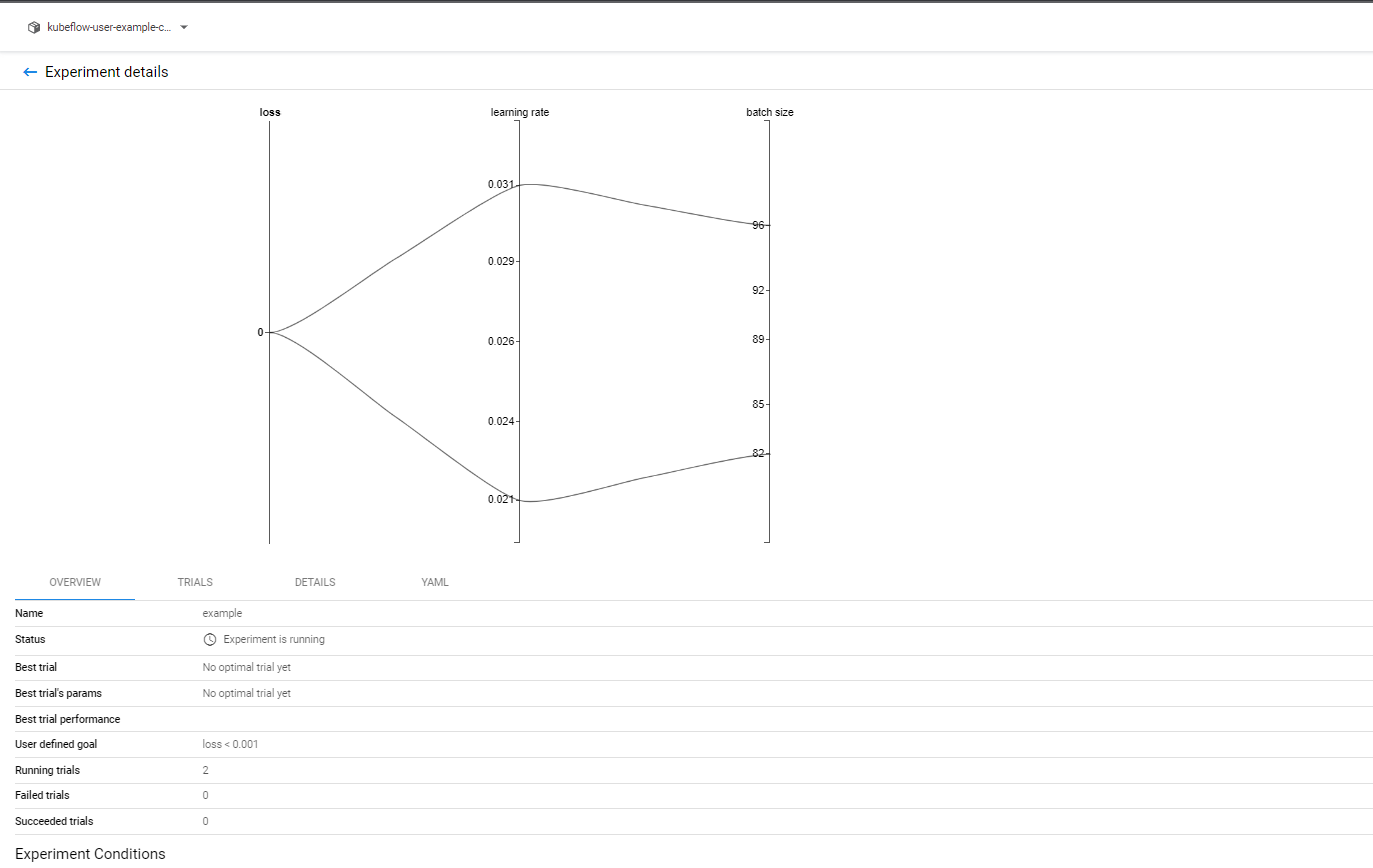 kubeflow-user-example-c...
Experiment details
loss learning rate batch size
0.031
96
0.029
92
0
0.026
89
85
0.024
82
0.021
OVERVIEW TRIALS DETAILS YAML
Name example
Status Experiment is running
Best trial No optimal trial yet
Best trial's params No optimal trial yet
Best trial performance
User defined goal loss < 0.001
Running trials 2
Failed trials 0
Succeeded trials 0
Experiment Conditions